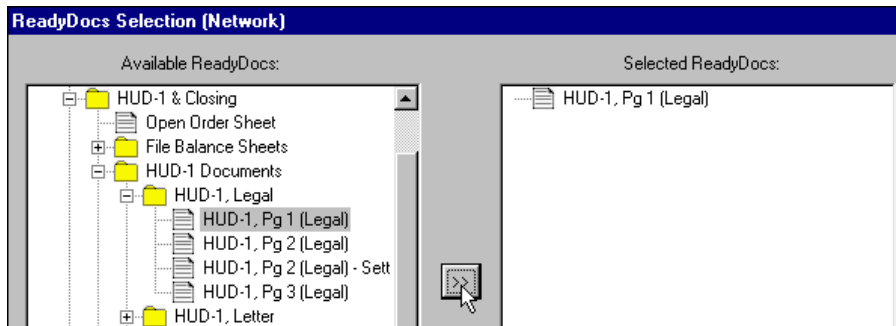 ReadyDocs Selection (Network)
Available ReadyDocs:
Selected ReadyDocs:
HUD-1 & Closing
Open Order Sheet
File Balance Sheets
HUD-1 Documents
HUD-1, Legal
HUD-1, Pg 1 (Legal)
HUD-1, Pg 2 (Legal)
HUD-1, Pg 2 (Legal) - Sett
HUD-1, Pg 3 (Legal)
HUD-1, Letter
>>
HUD-1, Pg 1 (Legal)